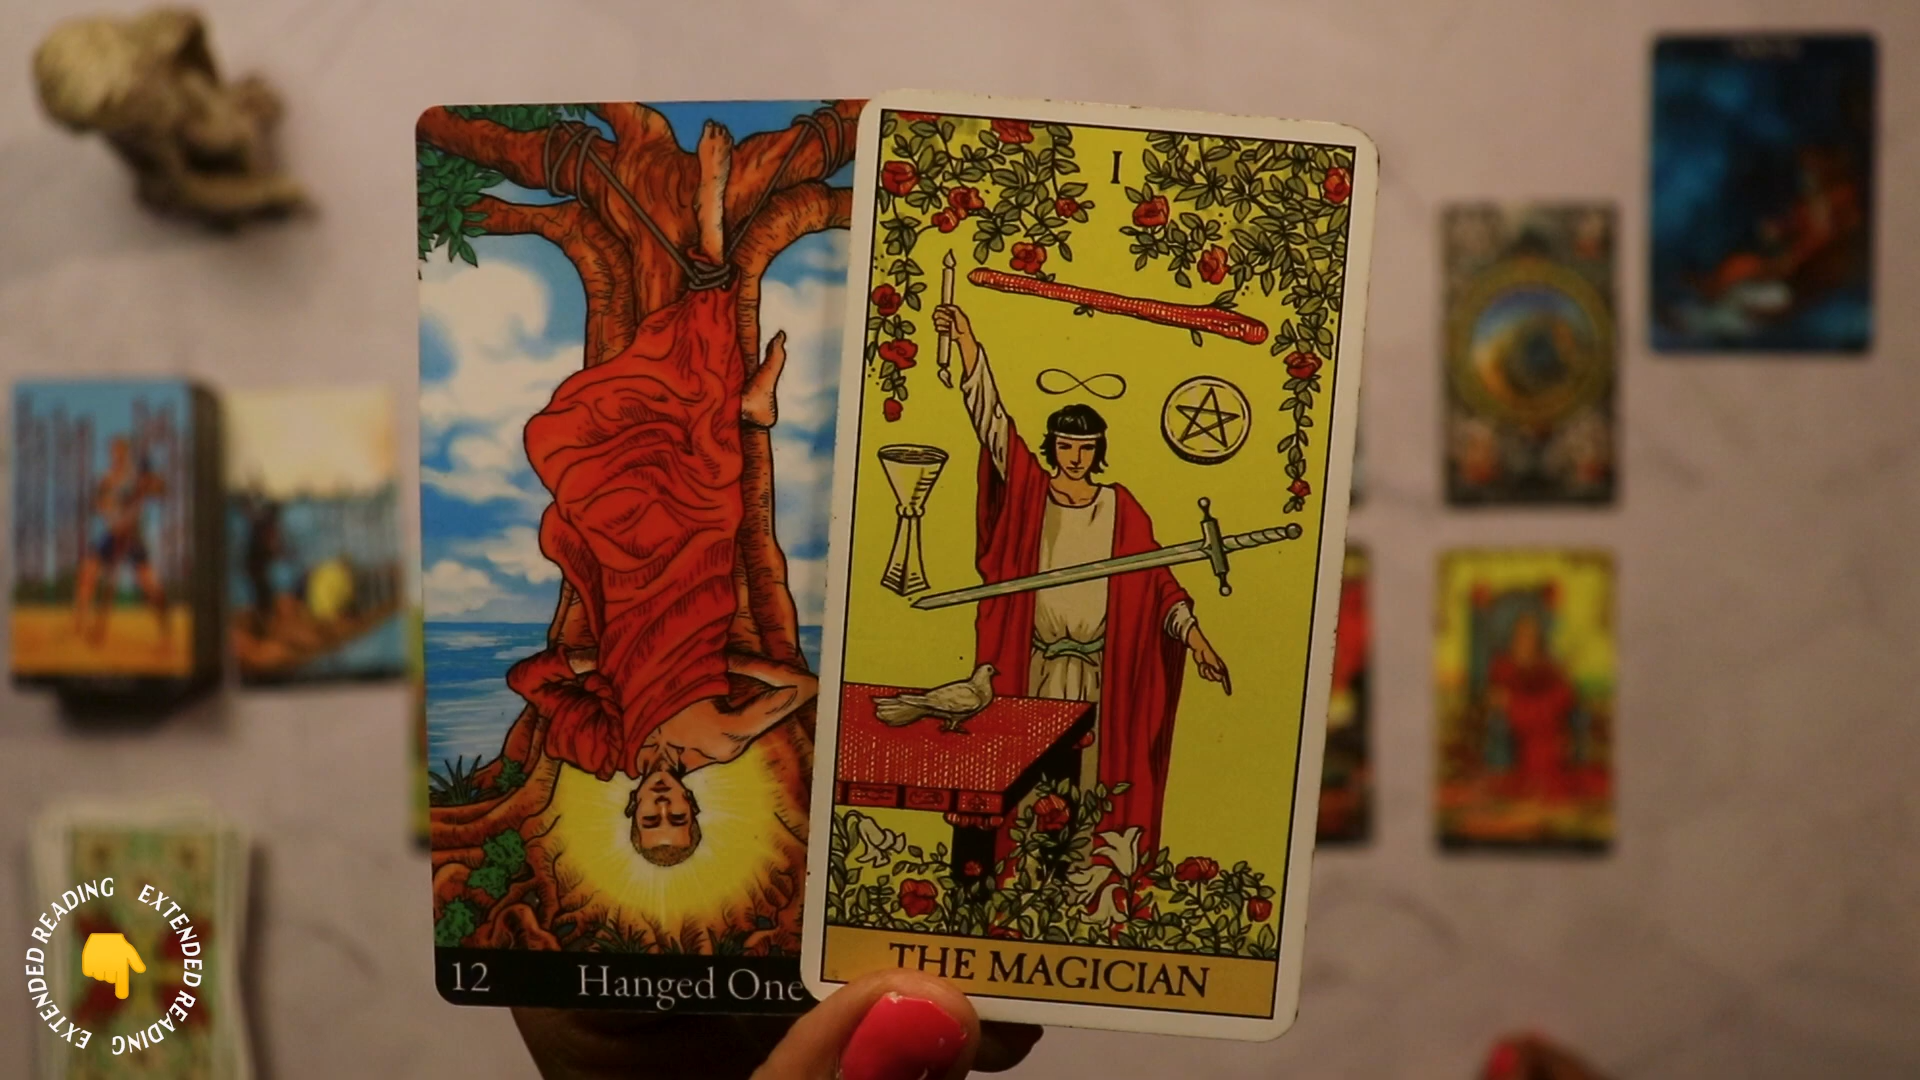 I
12
Hanged One
THE MAGICIAN
EXTENDED READING
EXTENDED READING